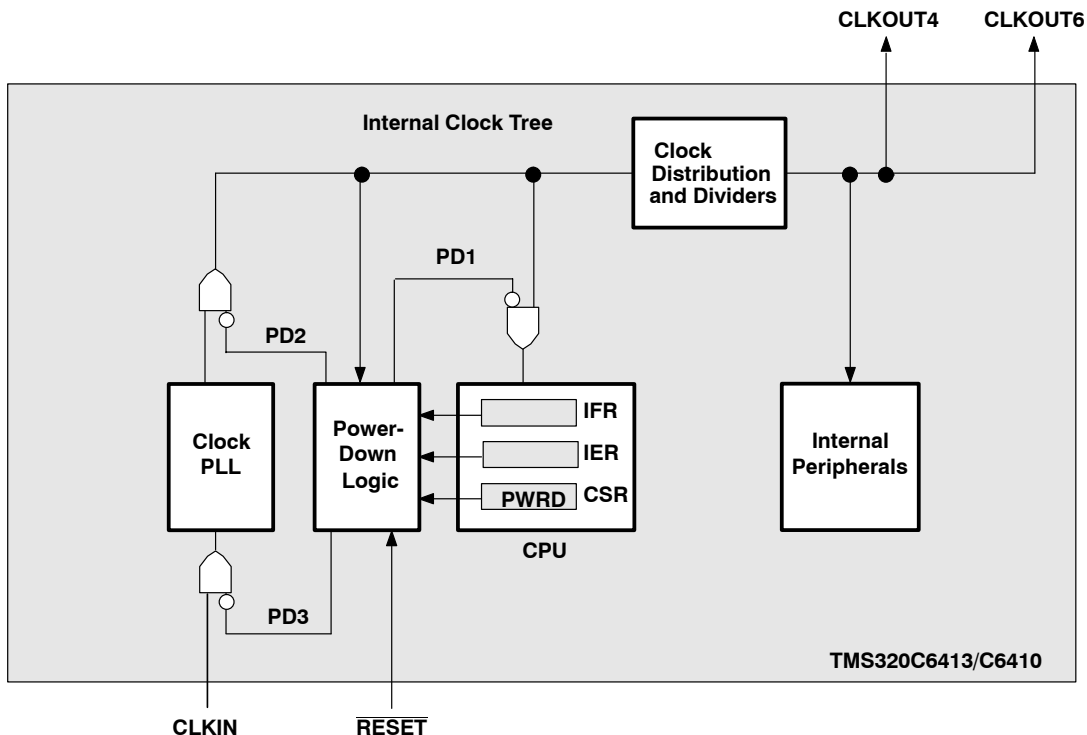 CLKOUT4
CLKOUT6
Internal Clock Tree
Clock
Distribution
and Dividers
PD1
PD2
Clock
PLL
Power-
Down
Logic
IFR
IER
PWRD
CSR
CPU
Internal
Peripherals
PD3
TMS320C6413/C6410
CLKIN
RESET